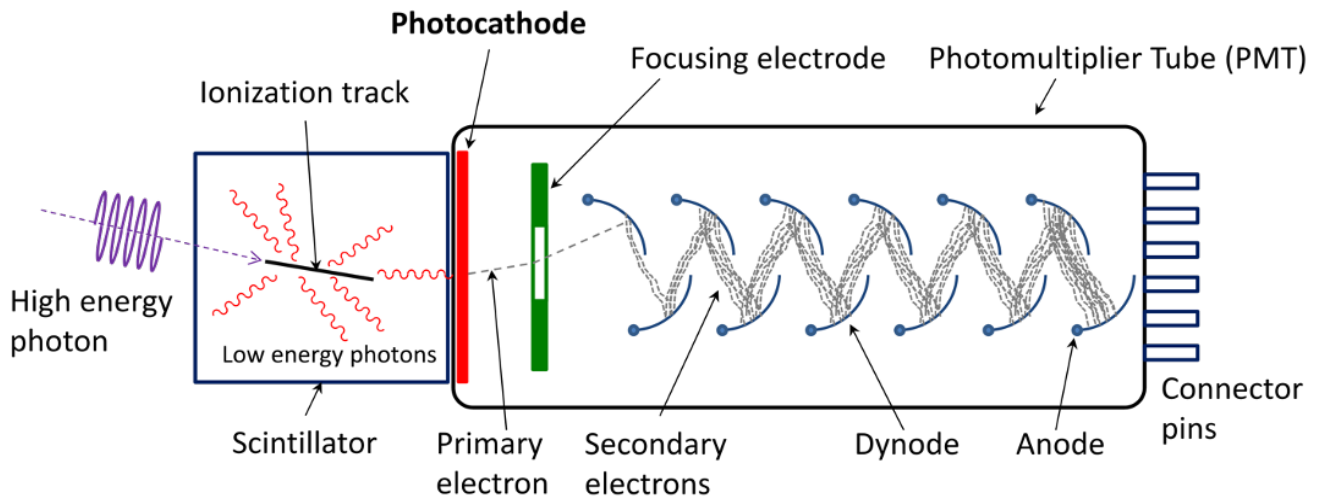 Photocathode
Focusing electrode
Photomultiplier Tube (PMT)
Ionization track
High energy
photon
Low energy photons
Scintillator
Primary
electron
Secondary
electrons
Dynode
Anode
Connector
pins